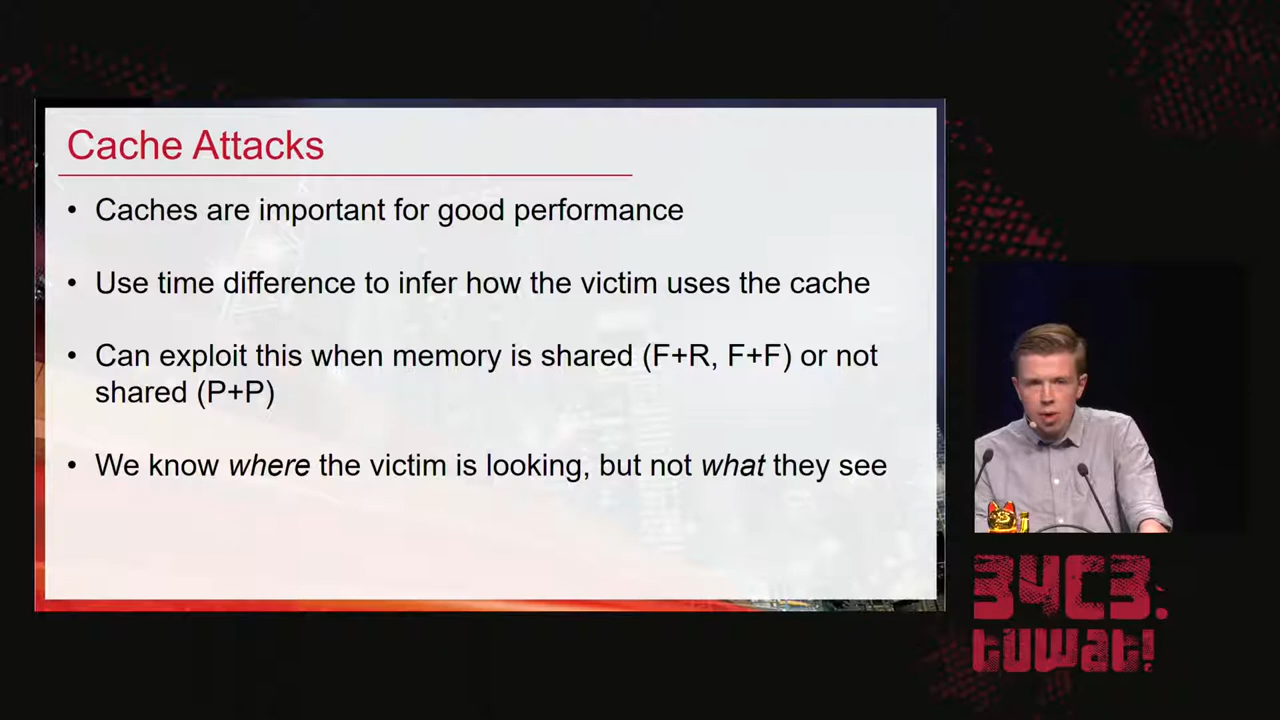 Cache Attacks
• Caches are important for good performance
• Use time difference to infer how the victim uses the cache
• Can exploit this when memory is shared (F+R, F+F) or not
shared (P+P)
• We know where the victim is looking, but not what they see
34C3:
tuwat!